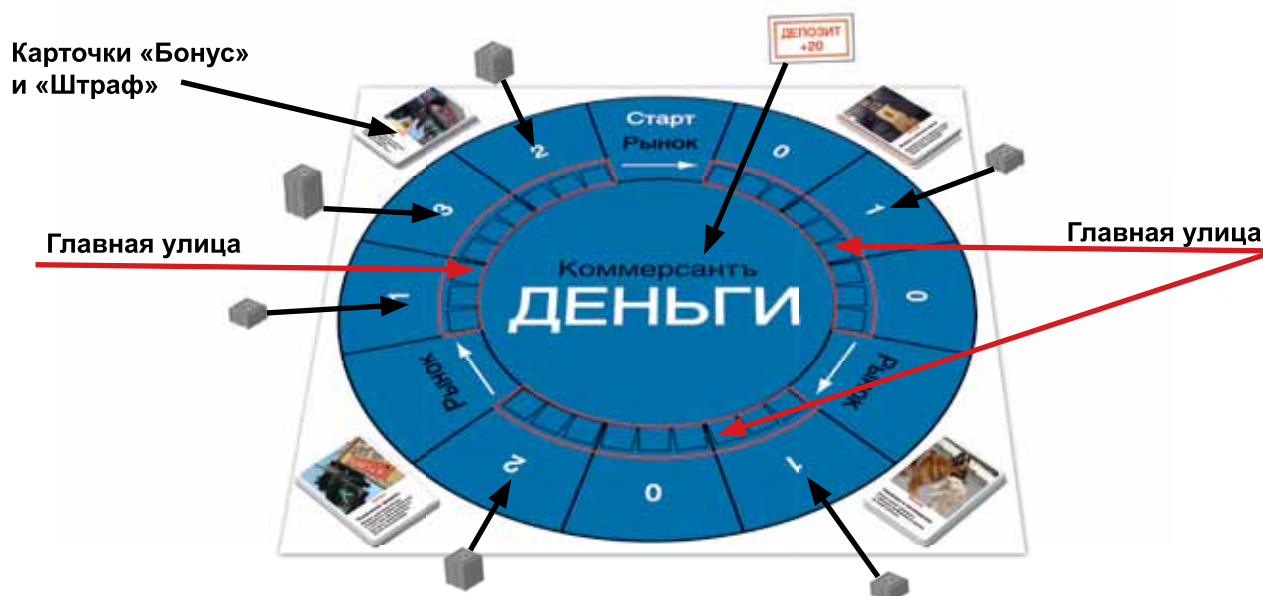 ДЕПОЗИТ
+20
Карточки «Бонус»
и «Штраф»
Старт
Рынок
0
1
0
Рынок
1
0
2
Рынок
1
3
2
Главная улица
Главная улица
Коммерсантъ
ДЕНЬГИ